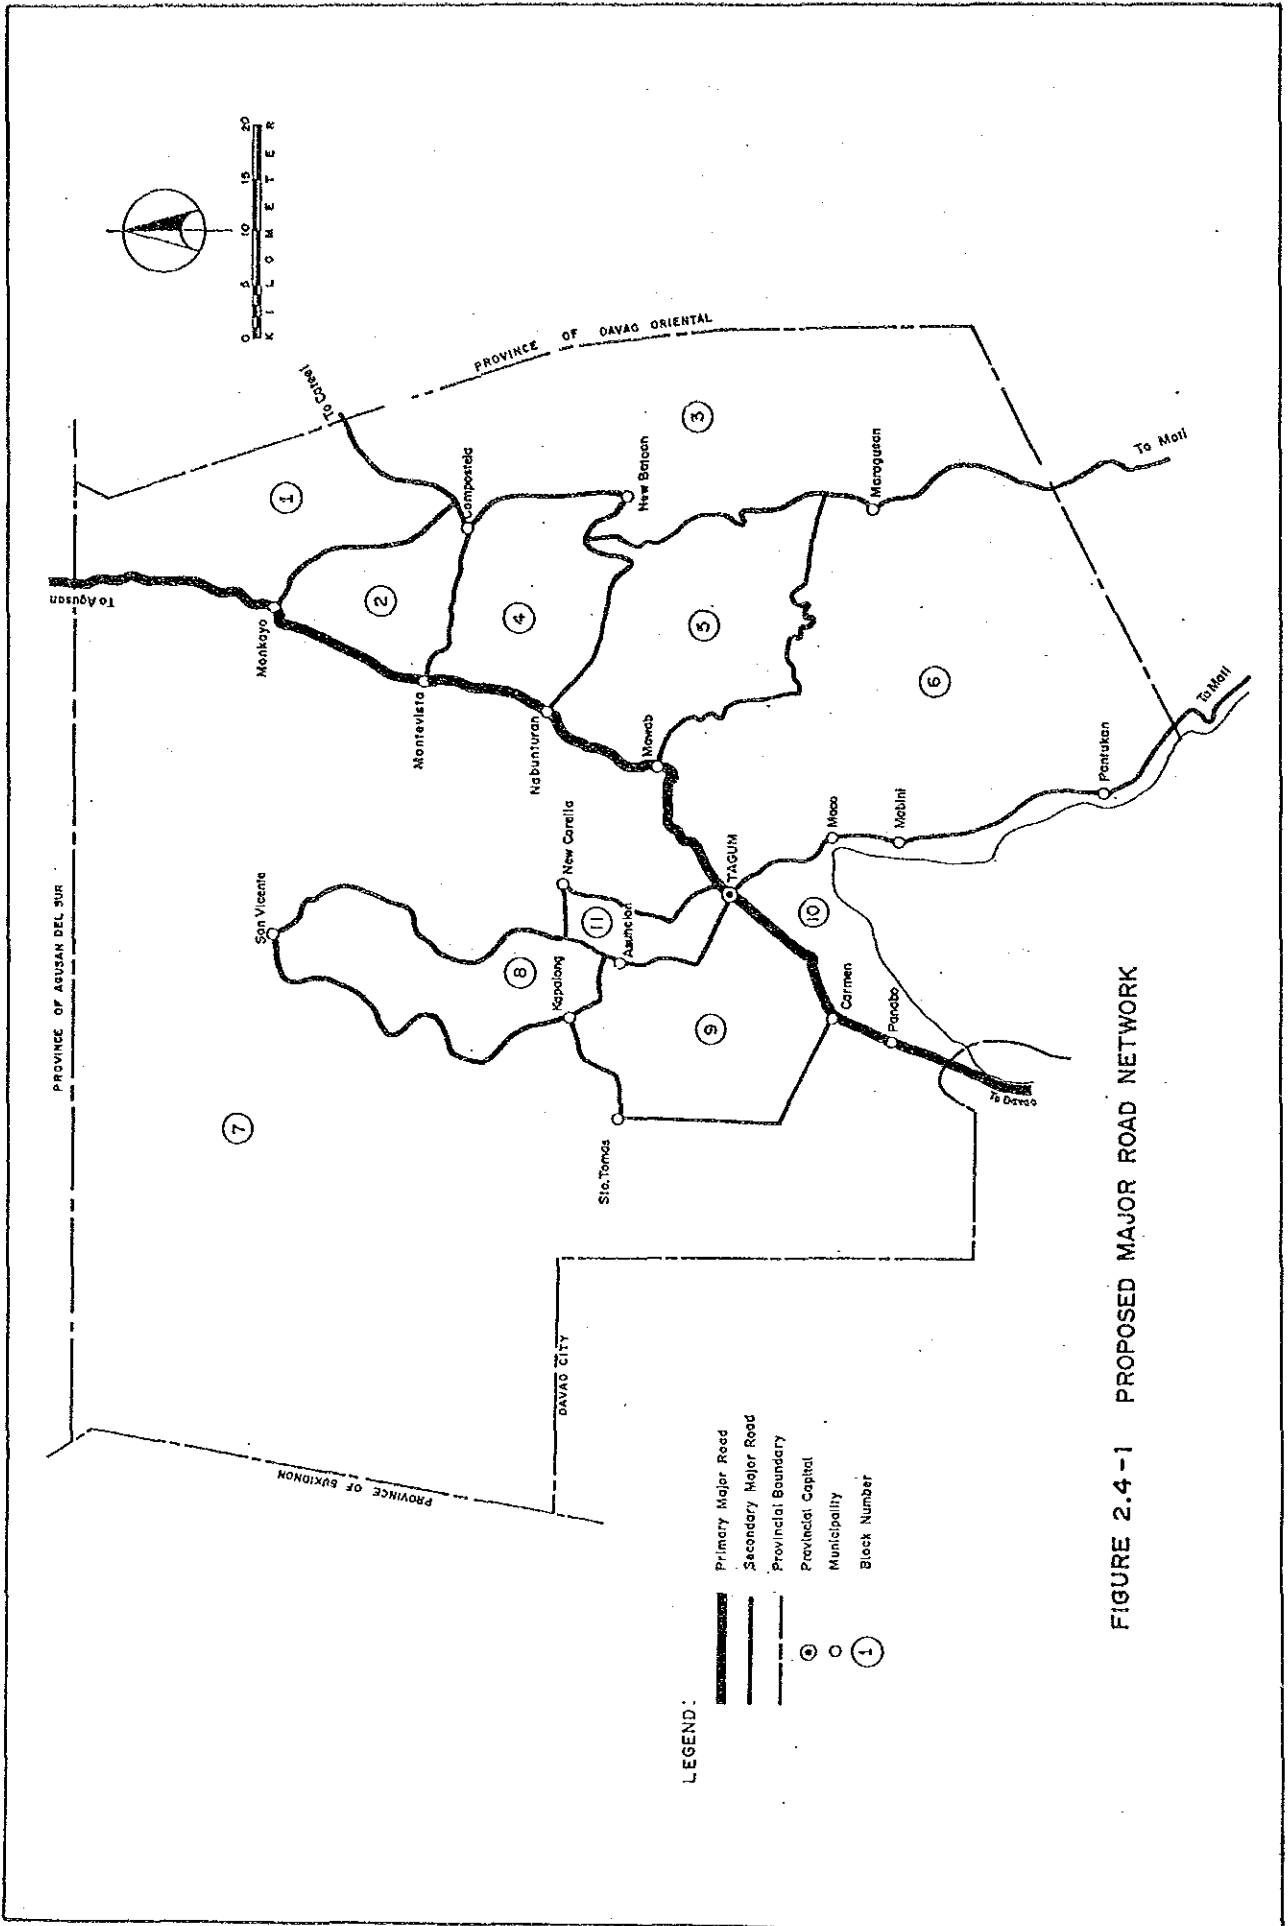 PROVINCE OF AGUSAN DEL SUR
To Agusan
0 5 10 15 20
KILOMETER
To Cateel
PROVINCE OF DAVAO ORIENTAL
San Vicente
Monkayo
1
7
2
Montevista
Compostela
4
Nabunturan
New Bataan
3
New Corella
8
11
Kapalong
Asuncion
Mawab
5
Sto. Tomas
9
TAGUM
10
Maco
Maragusan
Carmen
Mabini
Panabo
6
To Davao
Pantukan
To Mati
To Mati
PROVINCE OF BUKIDNON
DAVAO CITY
LEGEND:
Primary Major Road
Secondary Major Road
Provincial Boundary
Provincial Capital
Municipality
1 Block Number
FIGURE 2.4-1 PROPOSED MAJOR ROAD NETWORK